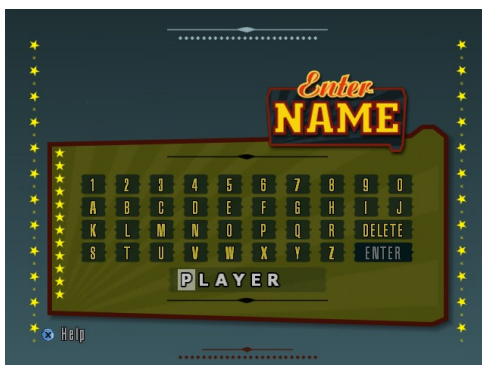 Enter
NAME
1 2 3 4 5 6 7 8 9 0
A B C D E F G H I J
K L M N O P Q R DELETE
S T U V W X Y Z ENTER
PLAYER
Help